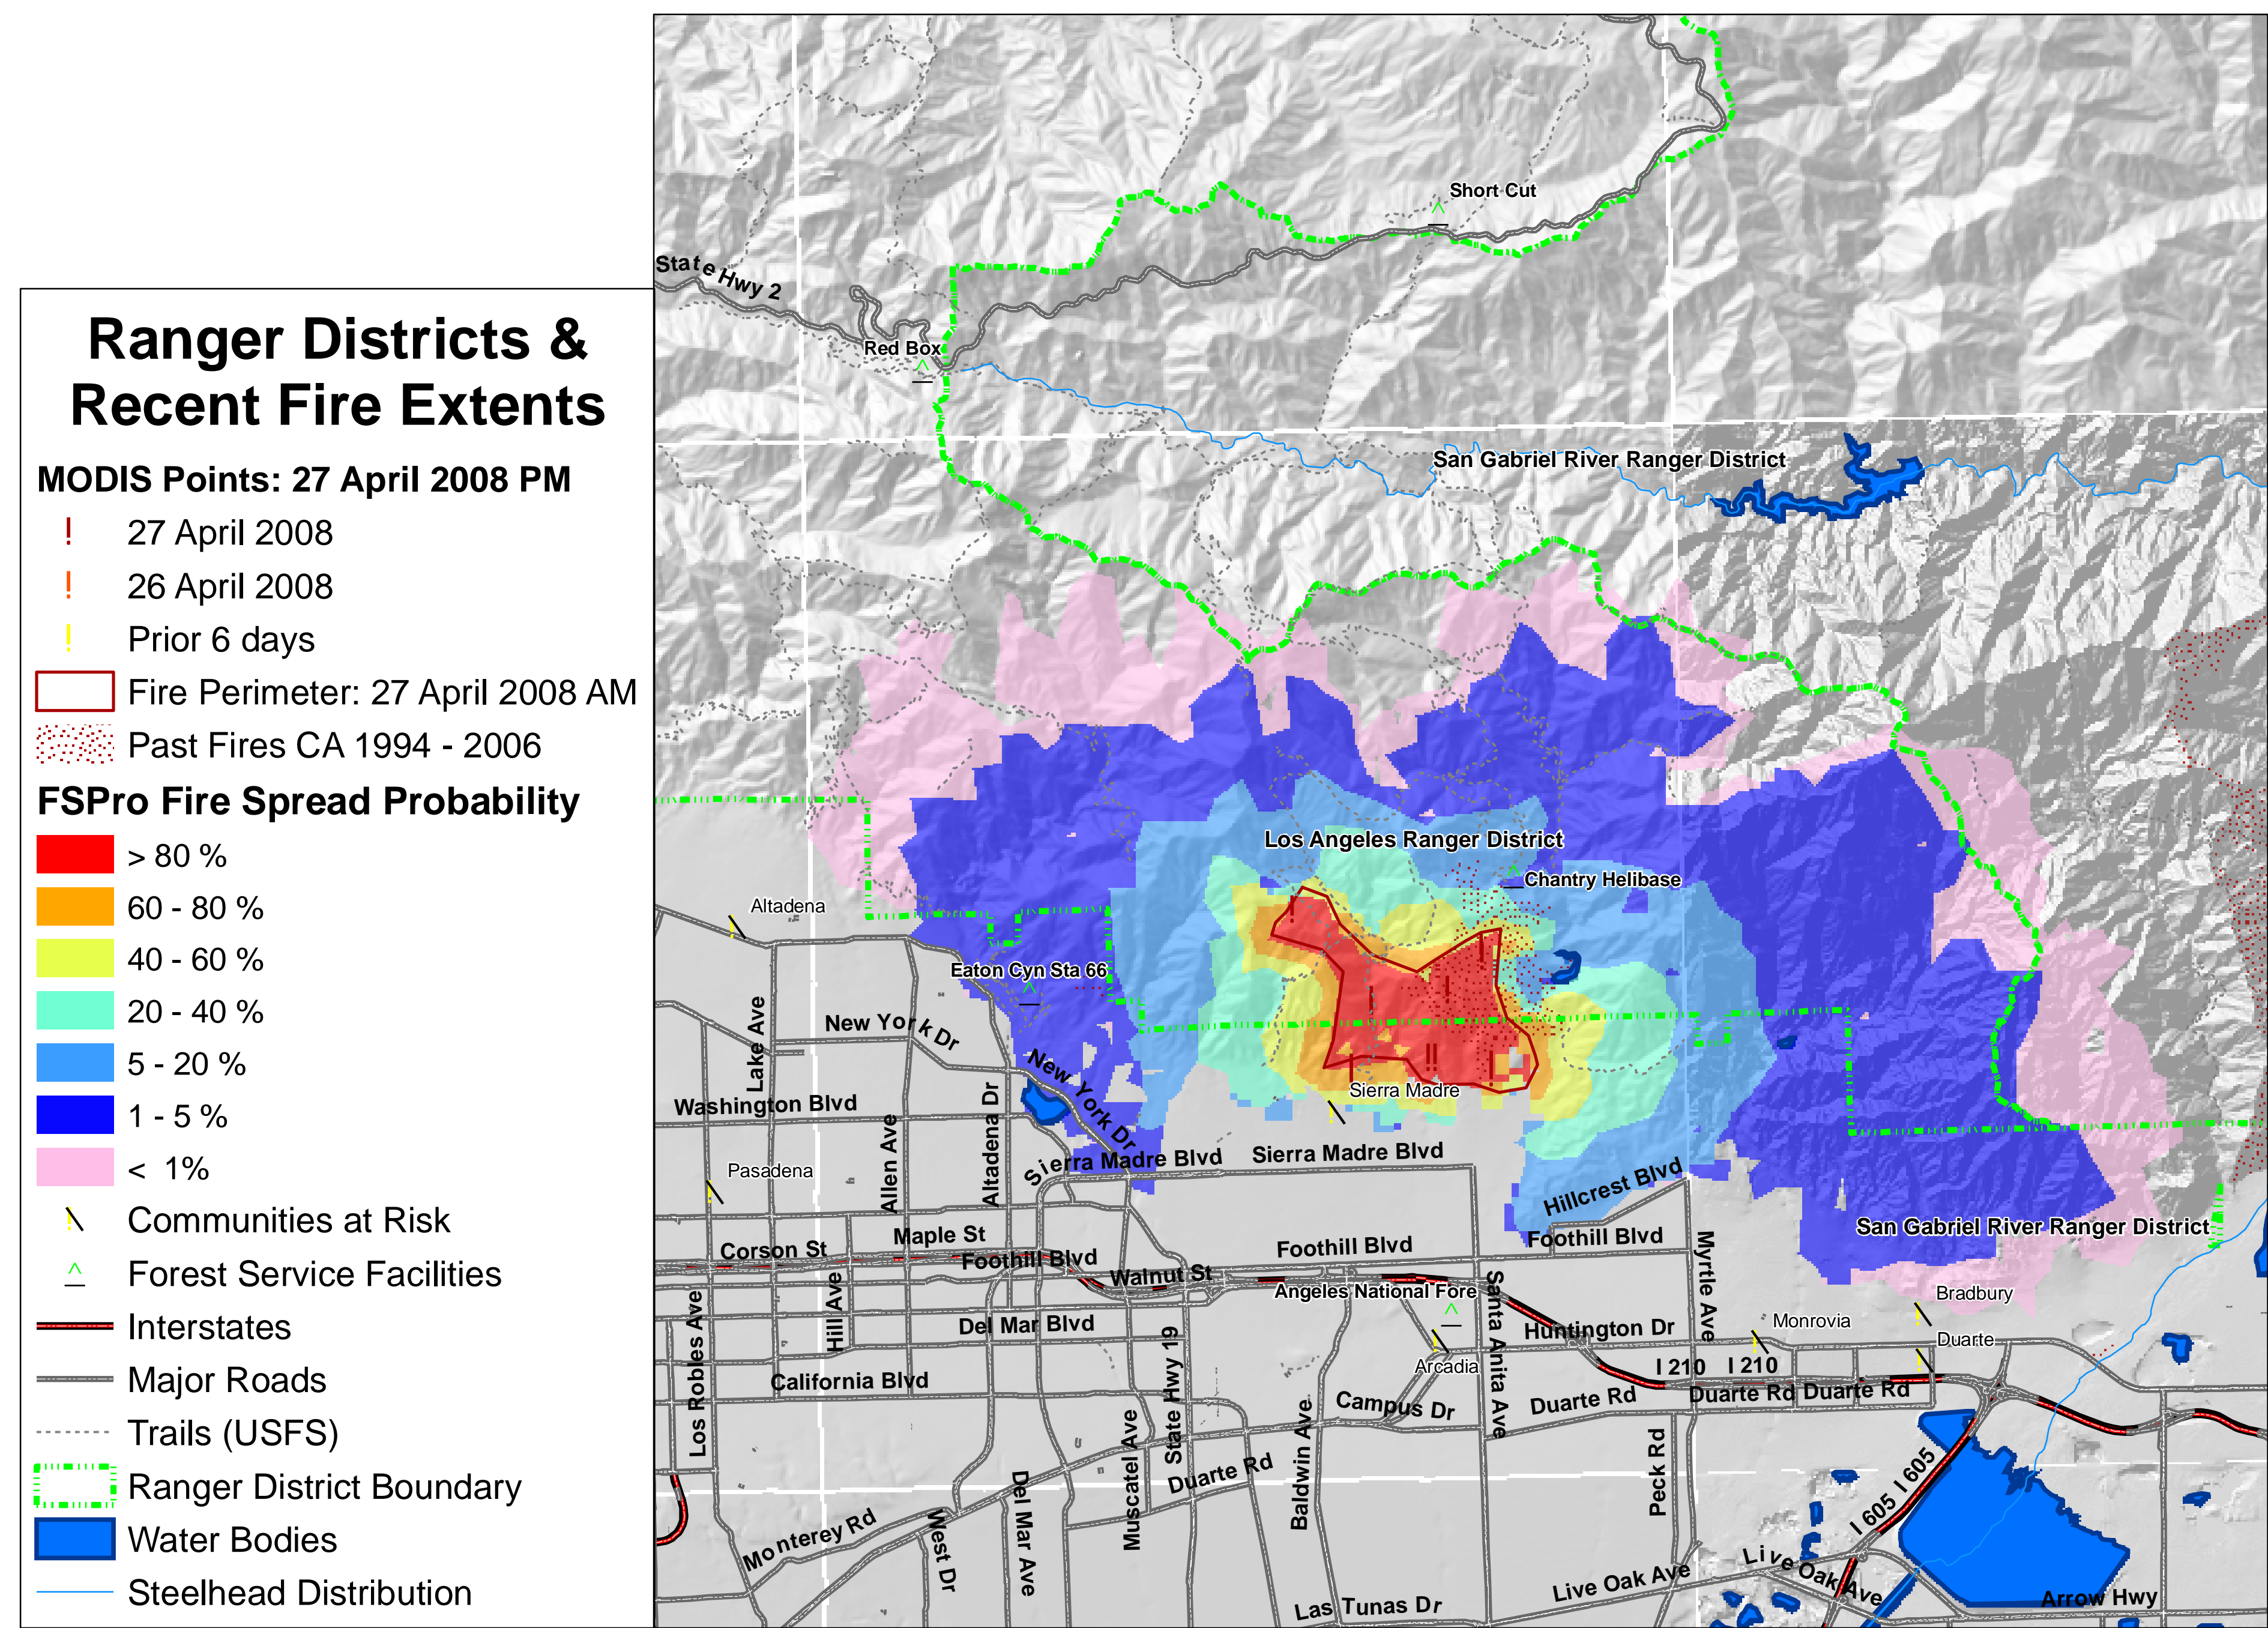 Ranger Districts &
Recent Fire Extents
MODIS Points: 27 April 2008 PM
! 27 April 2008
! 26 April 2008
! Prior 6 days
Fire Perimeter: 27 April 2008 AM
Past Fires CA 1994 - 2006
FSPro Fire Spread Probability
> 80 %
60 - 80 %
40 - 60 %
20 - 40 %
5 - 20 %
1 - 5 %
< 1%
Communities at Risk
Forest Service Facilities
Interstates
Major Roads
Trails (USFS)
Ranger District Boundary
Water Bodies
Steelhead Distribution
Short Cut
State Hwy 2
Red Box
San Gabriel River Ranger District
Los Angeles Ranger District
Chantry Helibase
Altadena
Eaton Cyn Sta 66
Lake Ave
New York Dr
New York Dr
Sierra Madre
Washington Blvd
Altadena Dr
Allen Ave
Sierra Madre Blvd
Sierra Madre Blvd
Pasadena
Hillcrest Blvd
San Gabriel River Ranger District
Corson St
Maple St
Foothill Blvd
Foothill Blvd
Foothill Blvd
Walnut St
Angeles National Fore
Santa Anita Ave
Myrtle Ave
Bradbury
Monrovia
Duarte
Los Robles Ave
Hill Ave
Del Mar Blvd
State Hwy 19
Huntington Dr
Arcadia
I 210
I 210
California Blvd
Campus Dr
Duarte Rd
Duarte Rd
Duarte Rd
Muscatel Ave
Duarte Rd
Baldwin Ave
Peck Rd
I 605
I 605
Monterey Rd
West Dr
Del Mar Ave
Live Oak Ave
Live Oak Ave
Las Tunas Dr
Arrow Hwy